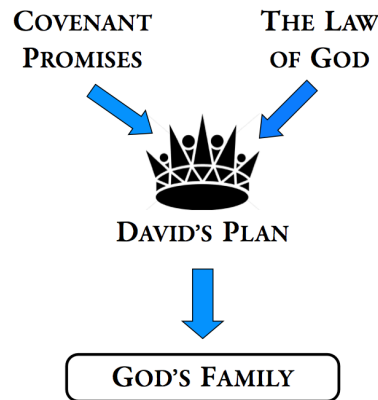 Covenant
Promises
The Law
of God
David's Plan
God's Family